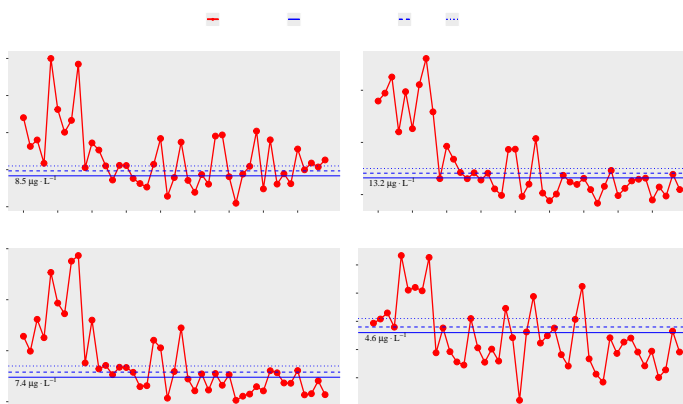 8.5 µg · L⁻¹
13.2 µg · L⁻¹
7.4 µg · L⁻¹
4.6 µg · L⁻¹